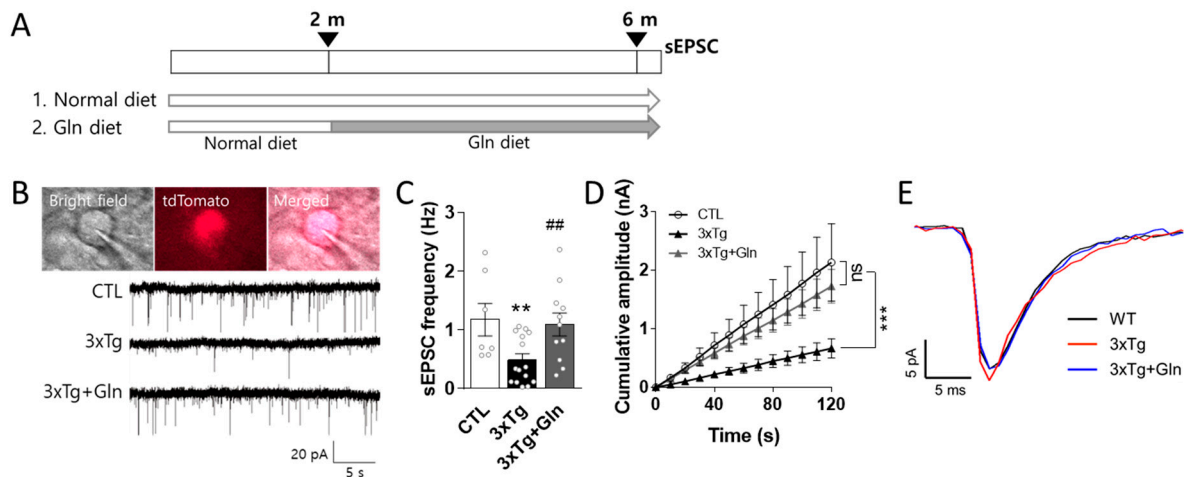 A
2 m
6 m
sEPSC
1. Normal diet
2. Gln diet
Normal diet
Gln diet
B
Bright field
tdTomato
Merged
CTL
3xTg
3xTg+Gln
20 pA
5 s
C
sEPSC frequency (Hz)
3
2
1
0
**
##
CTL
3xTg
3xTg+Gln
D
Cumulative amplitude (nA)
3
2
1
0
CTL
3xTg
3xTg+Gln
ns
***
0
40
80
120
Time (s)
E
5 pA
5 ms
WT
3xTg
3xTg+Gln